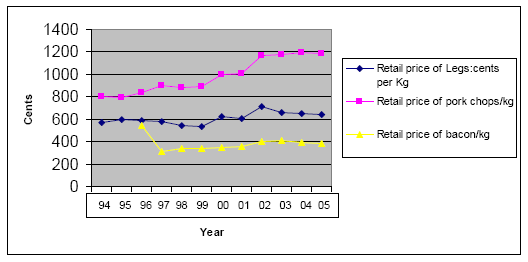 1400
1200
1000
800
600
400
200
0
Cents
94 95 96 97 98 99 00 01 02 03 04 05
Year
Retail price of Legs:cents
per Kg
Retail price of pork chops/kg
Retail price of bacon/kg